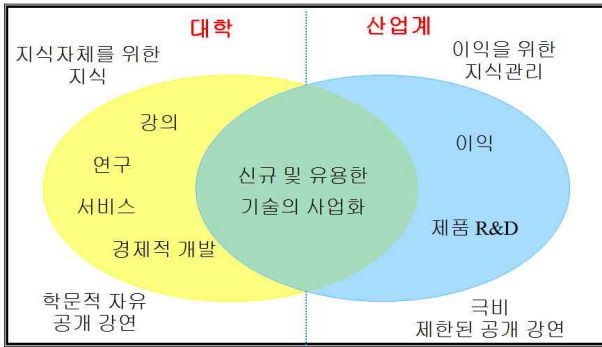 대학
산업계
지식자체를 위한
지식
이익을 위한
지식관리
강의
연구
서비스
경제적 개발
신규 및 유용한
기술의 사업화
이익
제품 R&D
학문적 자유
공개 강연
극비
제한된 공개 강연